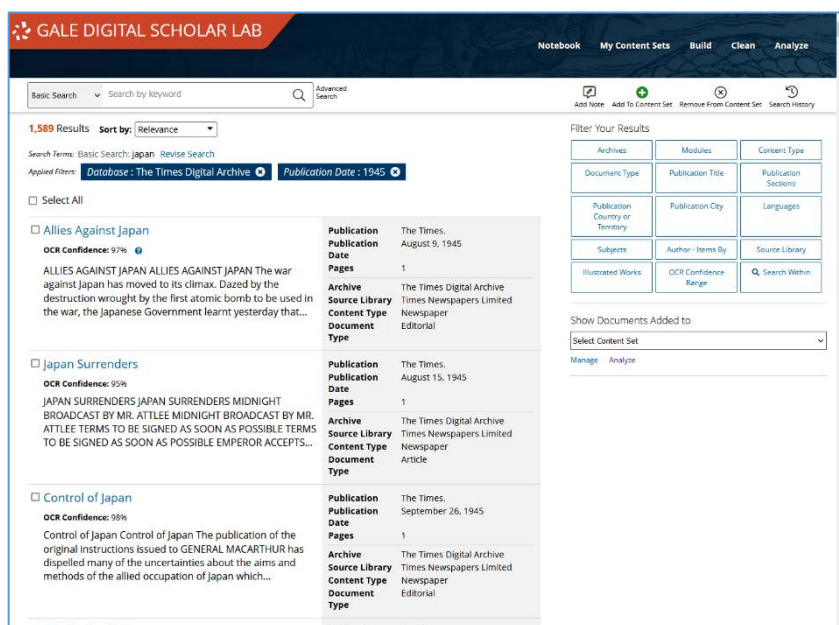 GALE DIGITAL SCHOLAR LAB
Notebook My Content Sets Build Clean Analyze
Basic Search Search by keyword Advanced Search
Add Note Add To Content Set Remove From Content Set Search History
1,589 Results Sort by: Relevance
Search Terms: Basic Search: japan Revise Search
Applied Filters: Database : The Times Digital Archive Publication Date : 1945
Select All
Allies Against Japan
OCR Confidence: 97% ?
ALLIES AGAINST JAPAN ALLIES AGAINST JAPAN The war
against Japan has moved to its climax. Dazed by the
destruction wrought by the first atomic bomb to be used in
the war, the Japanese Government learnt yesterday that...
Publication The Times.
Publication Date August 9, 1945
Pages 1
Archive The Times Digital Archive
Source Library Times Newspapers Limited
Content Type Newspaper
Document Type Editorial
Japan Surrenders
OCR Confidence: 95%
JAPAN SURRENDERS JAPAN SURRENDERS MIDNIGHT
BROADCAST BY MR. ATTLEE MIDNIGHT BROADCAST BY MR.
ATTLEE TERMS TO BE SIGNED AS SOON AS POSSIBLE TERMS
TO BE SIGNED AS SOON AS POSSIBLE EMPEROR ACCEPTS...
Publication The Times.
Publication Date August 15, 1945
Pages 1
Archive The Times Digital Archive
Source Library Times Newspapers Limited
Content Type Newspaper
Document Type Article
Control of Japan
OCR Confidence: 98%
Control of Japan Control of Japan The publication of the
original instructions issued to GENERAL MACARTHUR has
dispelled many of the uncertainties about the aims and
methods of the allied occupation of Japan which...
Publication The Times.
Publication Date September 26, 1945
Pages 1
Archive The Times Digital Archive
Source Library Times Newspapers Limited
Content Type Newspaper
Document Type Editorial
Filter Your Results
Archives Modules Content Type
Document Type Publication Title Publication Sections
Publication Country or Territory Publication City Languages
Subjects Author - Items By Source Library
Illustrated Works OCR Confidence Range Search Within
Show Documents Added to
Select Content Set
Manage Analyze